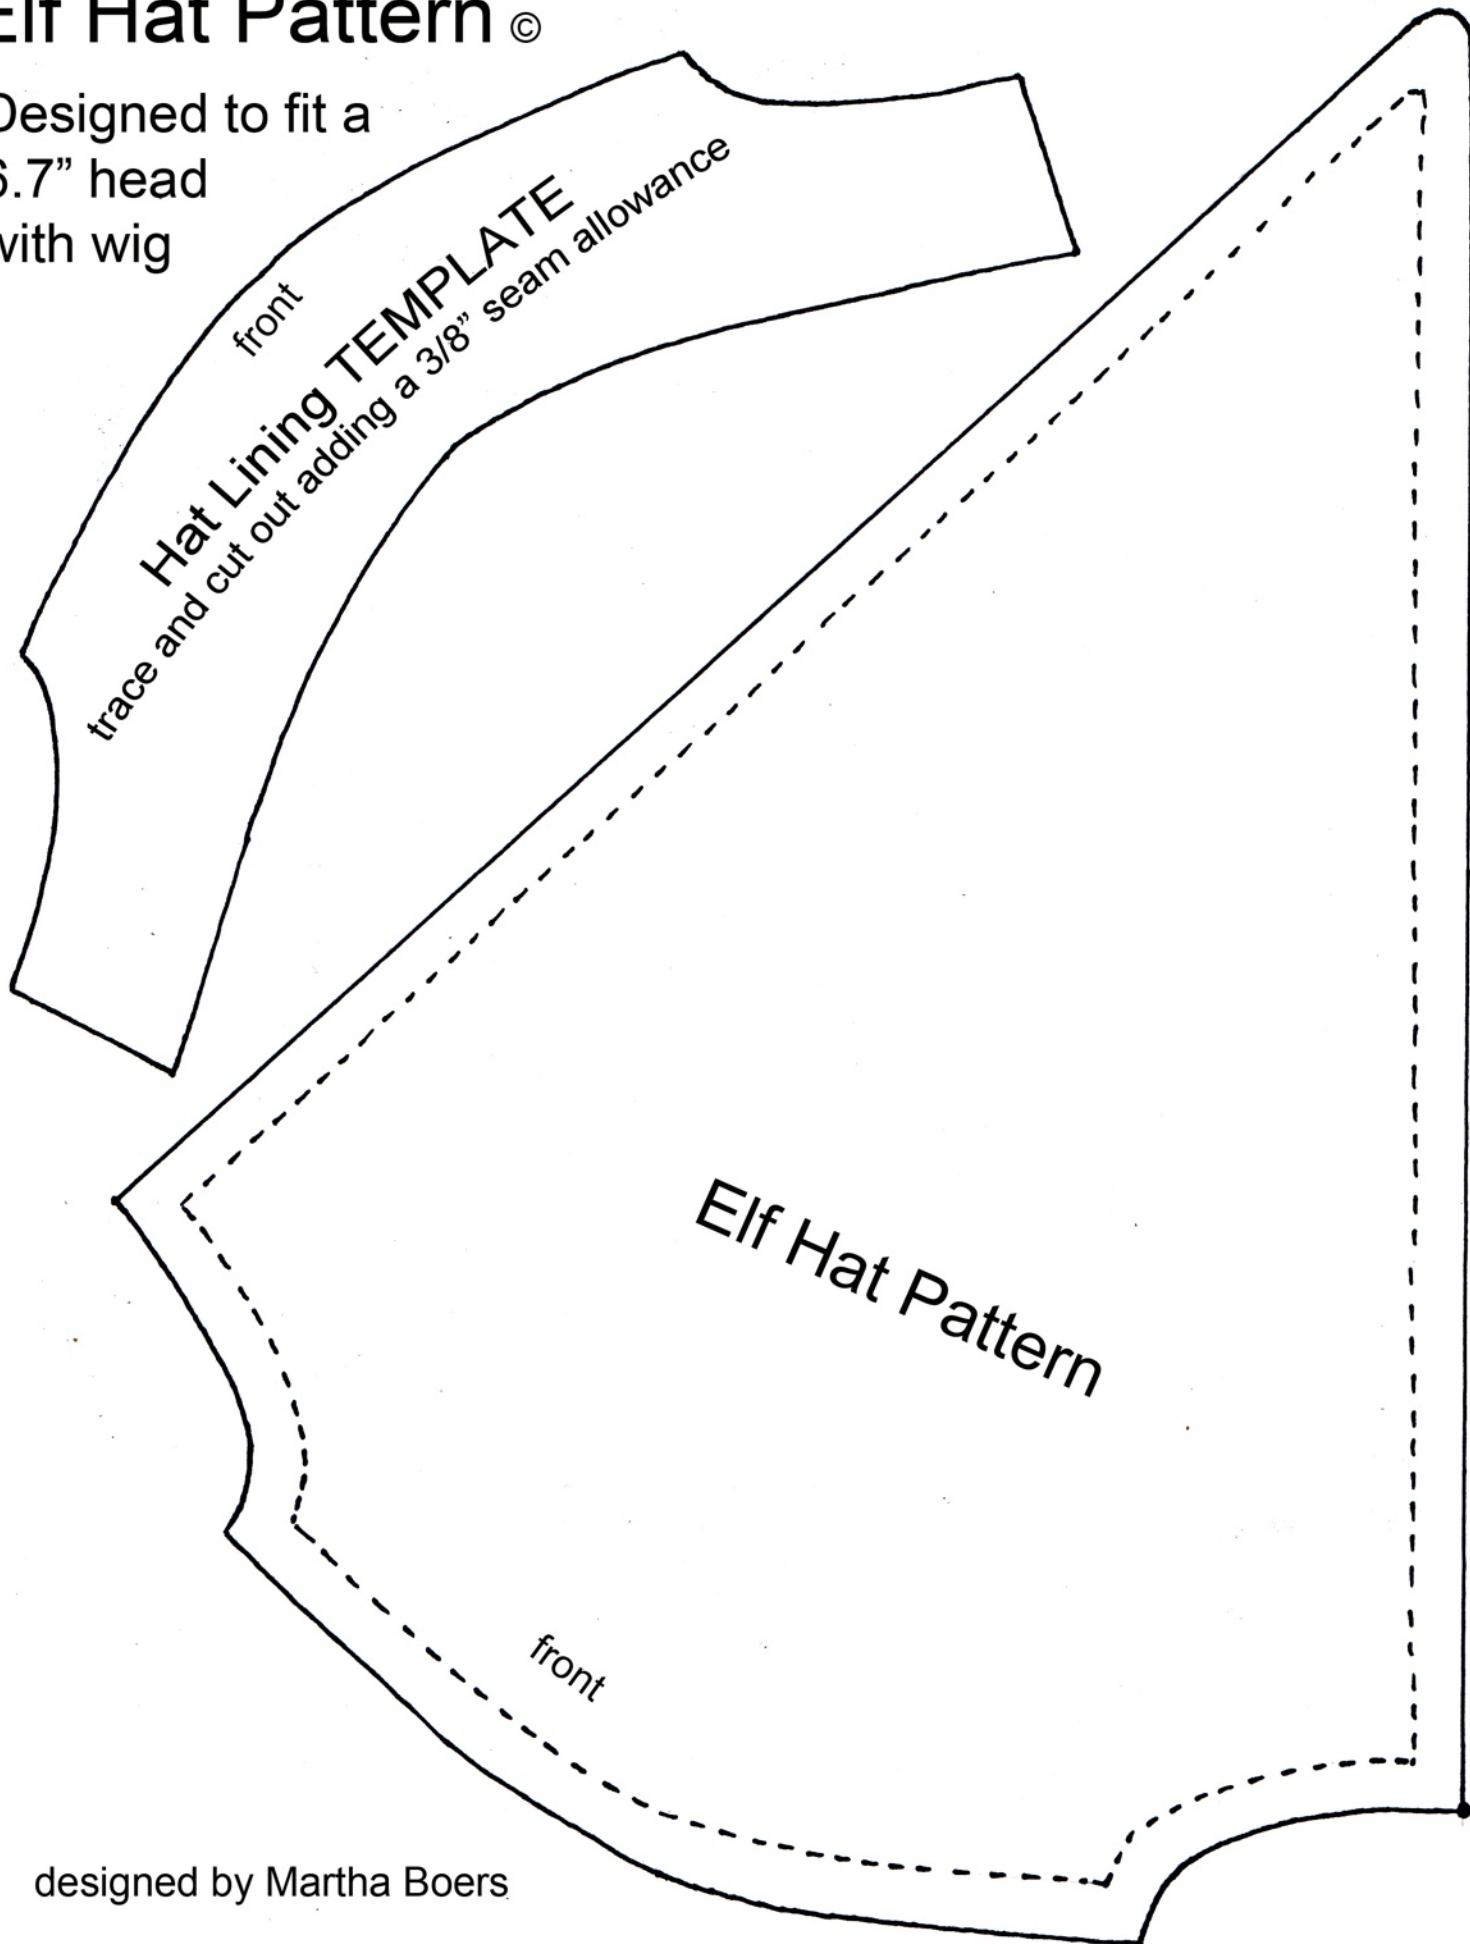 Elf Hat Pattern ©
Designed to fit a
6.7” head
with wig
front
Hat Lining TEMPLATE
trace and cut out adding a 3/8” seam allowance
Elf Hat Pattern
front
designed by Martha Boers